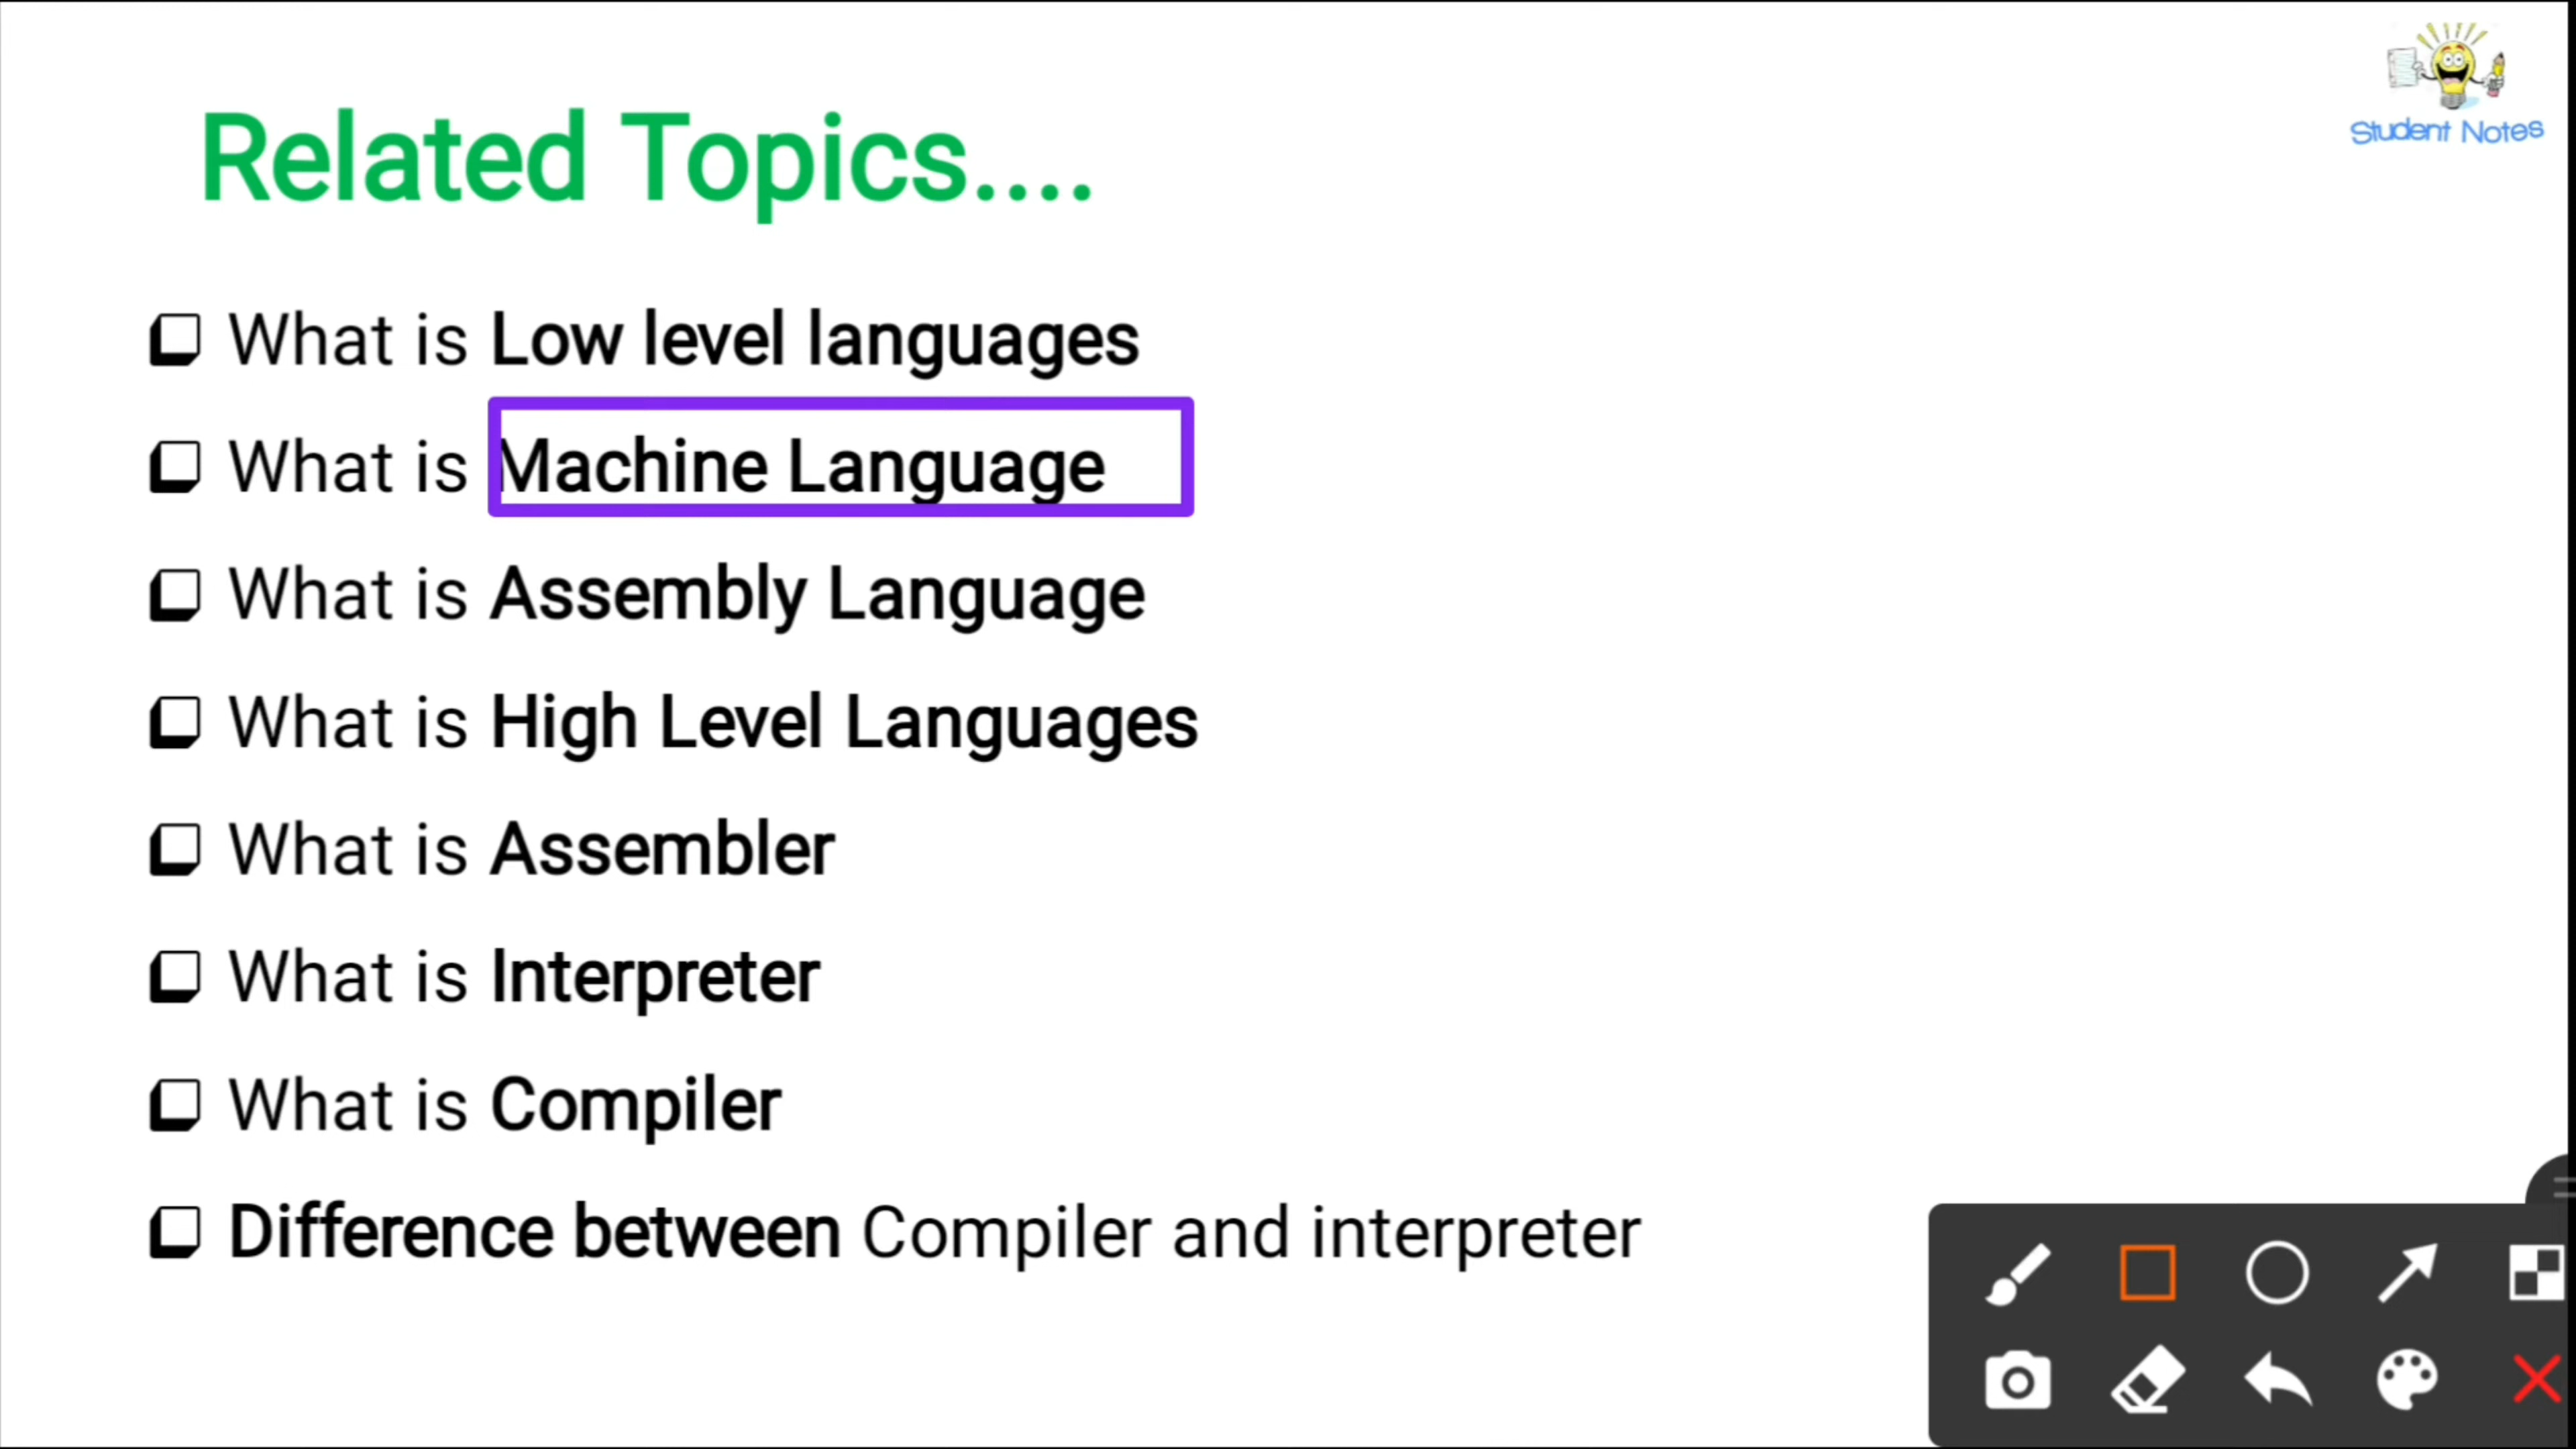 Student Notes
Related Topics....
What is Low level languages
What is Machine Language
What is Assembly Language
What is High Level Languages
What is Assembler
What is Interpreter
What is Compiler
Difference between Compiler and interpreter